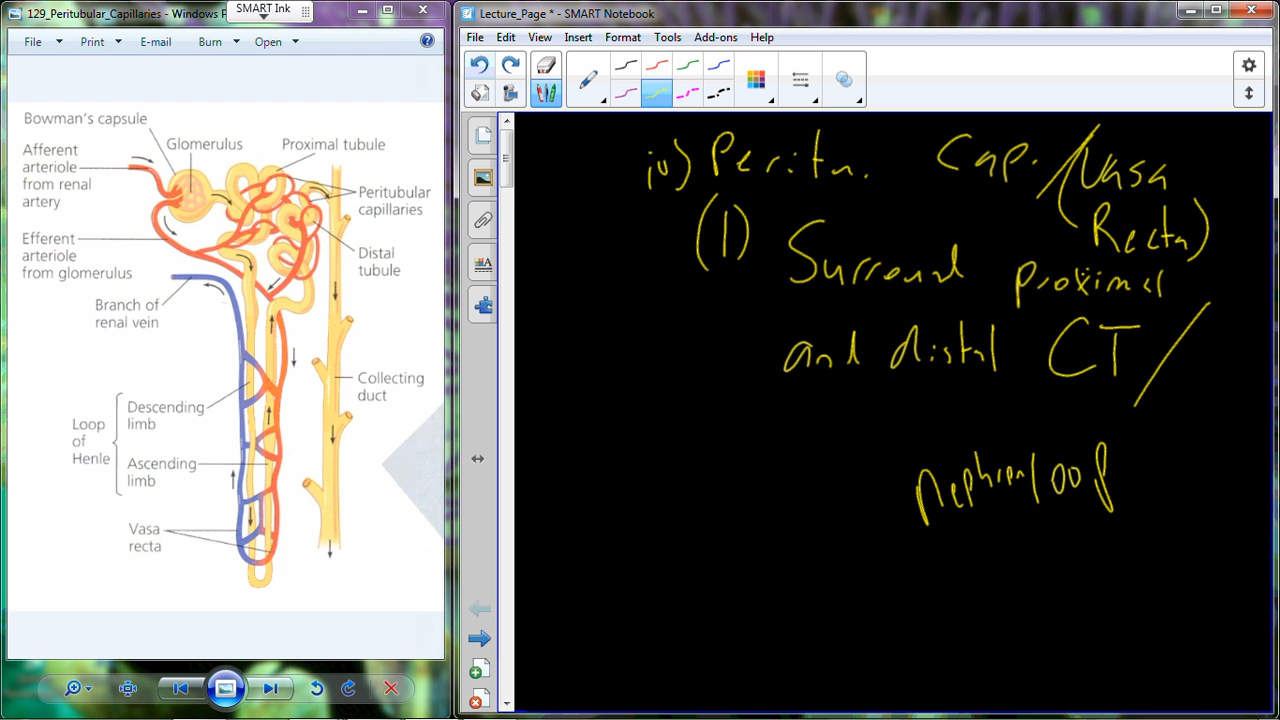 129_Peritubular_Capillaries - Windows P
SMART Ink
File Print E-mail Burn Open
Bowman's capsule
Glomerulus
Proximal tubule
Afferent
arteriole
from renal
artery
Peritubular
capillaries
Efferent
arteriole
from glomerulus
Distal
tubule
Branch of
renal vein
Collecting
duct
Loop
of
Henle
Descending
limb
Ascending
limb
Vasa
recta
Lecture_Page * - SMART Notebook
File Edit View Insert Format Tools Add-ons Help
iv) Peritu. Cap./(Vasa
Recta)
(1) Surround proximal
and distal CT/
nephron loop